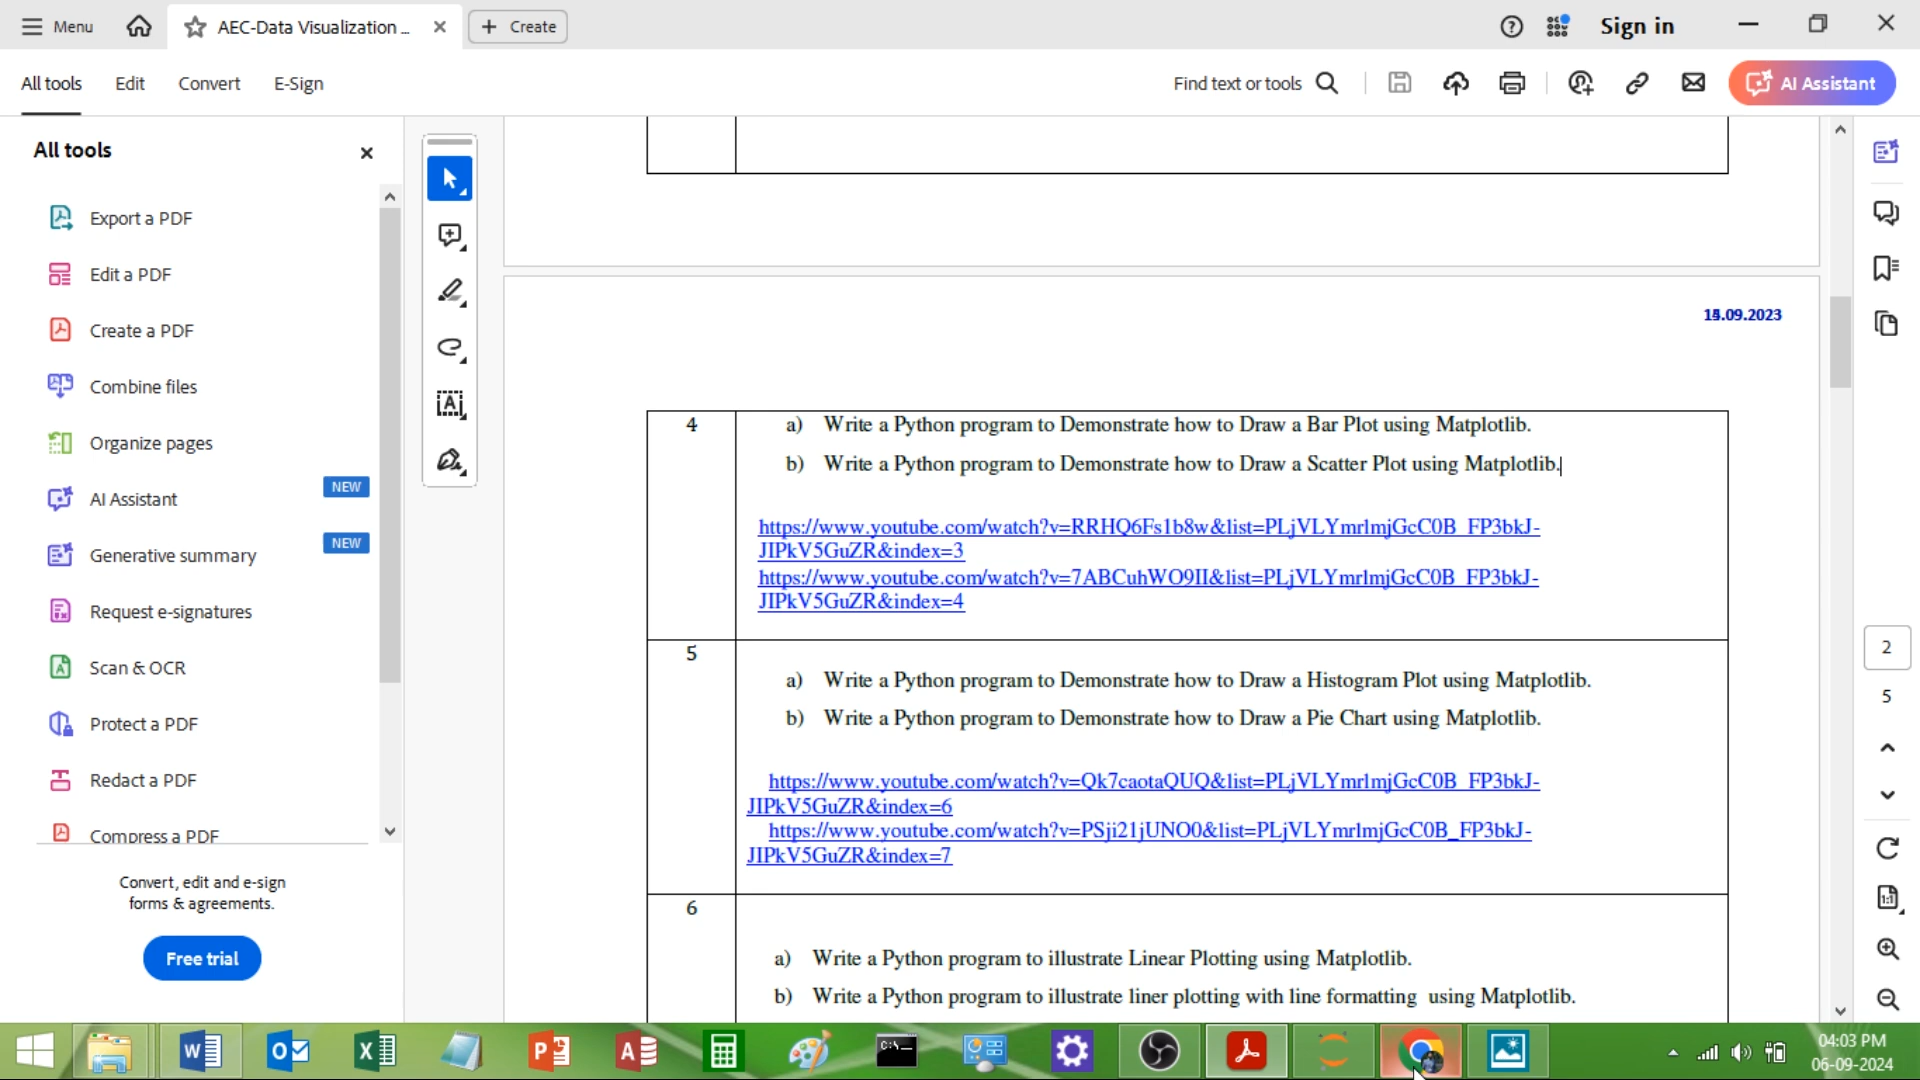 Menu
AEC-Data Visualization ...
Create
Sign in
All tools
Edit
Convert
E-Sign
Find text or tools
AI Assistant
All tools
Export a PDF
Edit a PDF
Create a PDF
Combine files
Organize pages
AI Assistant
NEW
Generative summary
NEW
Request e-signatures
Scan & OCR
Protect a PDF
Redact a PDF
Compress a PDF
Convert, edit and e-sign
forms & agreements.
Free trial
4
a) Write a Python program to Demonstrate how to Draw a Bar Plot using Matplotlib.
b) Write a Python program to Demonstrate how to Draw a Scatter Plot using Matplotlib.
https://www.youtube.com/watch?v=RRHQ6Fs1b8w&list=PLjVLYmrlmjGcC0B_FP3bkJ-
JIPkV5GuZR&index=3
https://www.youtube.com/watch?v=7ABCuhWO9II&list=PLjVLYmrlmjGcC0B_FP3bkJ-
JIPkV5GuZR&index=4
5
a) Write a Python program to Demonstrate how to Draw a Histogram Plot using Matplotlib.
b) Write a Python program to Demonstrate how to Draw a Pie Chart using Matplotlib.
https://www.youtube.com/watch?v=Qk7caotaQUQ&list=PLjVLYmrlmjGcC0B_FP3bkJ-
JIPkV5GuZR&index=6
https://www.youtube.com/watch?v=PSji21jUNO0&list=PLjVLYmrlmjGcC0B_FP3bkJ-
JIPkV5GuZR&index=7
6
a) Write a Python program to illustrate Linear Plotting using Matplotlib.
b) Write a Python program to illustrate liner plotting with line formatting using Matplotlib.
2
5
04:03 PM
06-09-2024